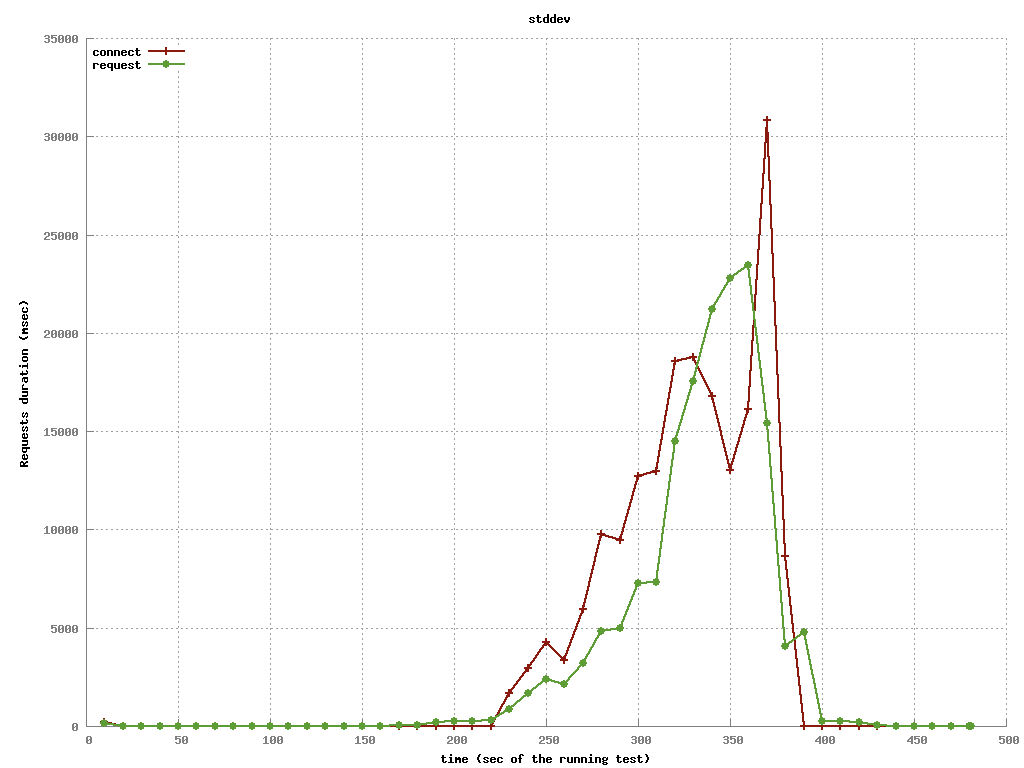 stddev
35000
connect
request
30000
25000
20000
15000
10000
5000
0
Requests duration (msec)
0 50 100 150 200 250 300 350 400 450 500
time (sec of the running test)